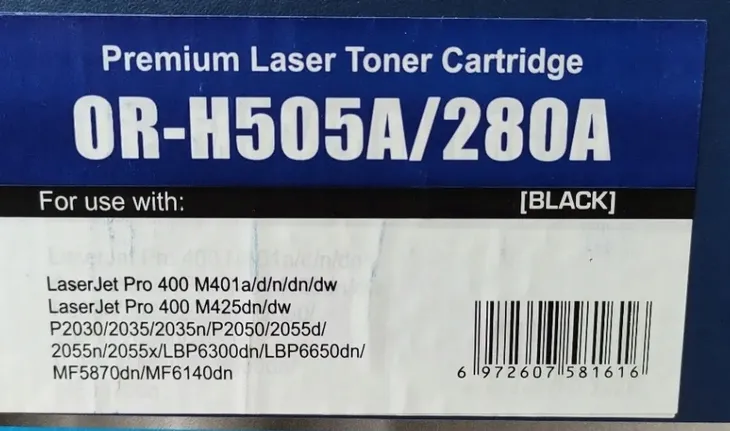 Premium Laser Toner Cartridge
OR-H505A/280A
For use with: [BLACK]
LaserJet Pro 400 M401a/d/n/dn/dw
LaserJet Pro 400 M425dn/dw
P2030/2035/2035n/P2050/2055d/
2055n/2055x/LBP6300dn/LBP6650dn/
MF5870dn/MF6140dn
6 972607 581616